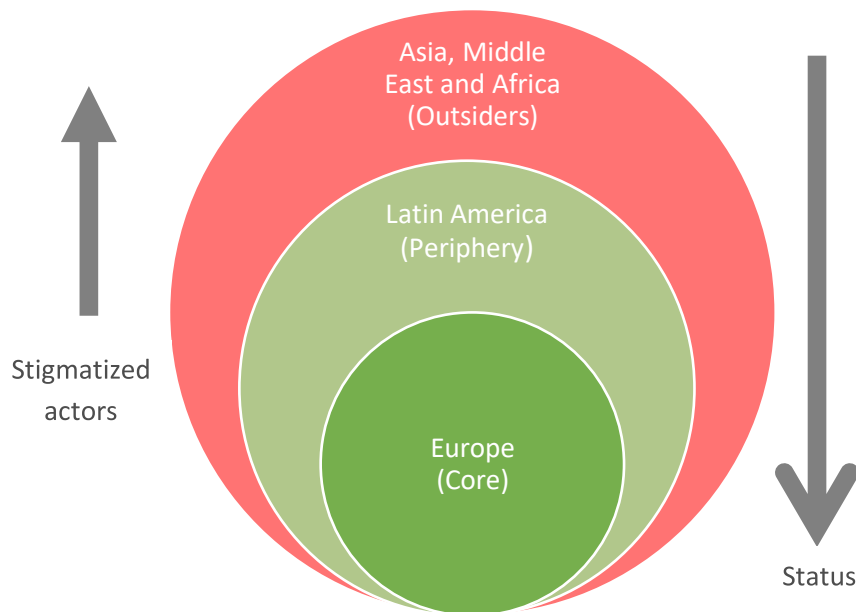 Asia, Middle
East and Africa
(Outsiders)
Latin America
(Periphery)
Stigmatized
actors
Europe
(Core)
Status